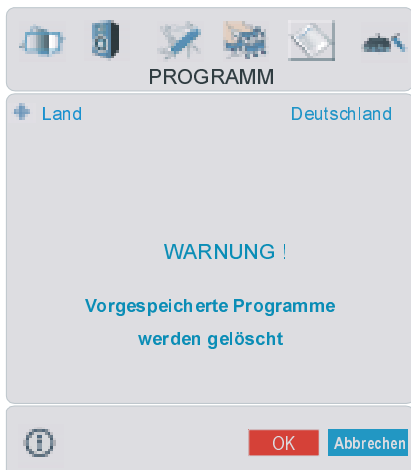 PROGRAMM
Land Deutschland
WARNUNG !
Vorgespeicherte Programme
werden gelöscht
OK Abbrechen